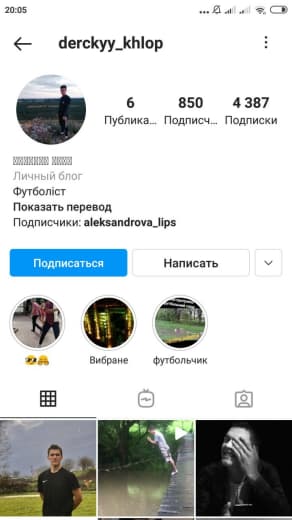 20:05
derckyy_khlop
6 850 4 387
Публика... Подписч... Подписки
Личный блог
Футболіст
Показать перевод
Подписчики: aleksandrova_lips
Подписаться Написать
Вибране футбольчик